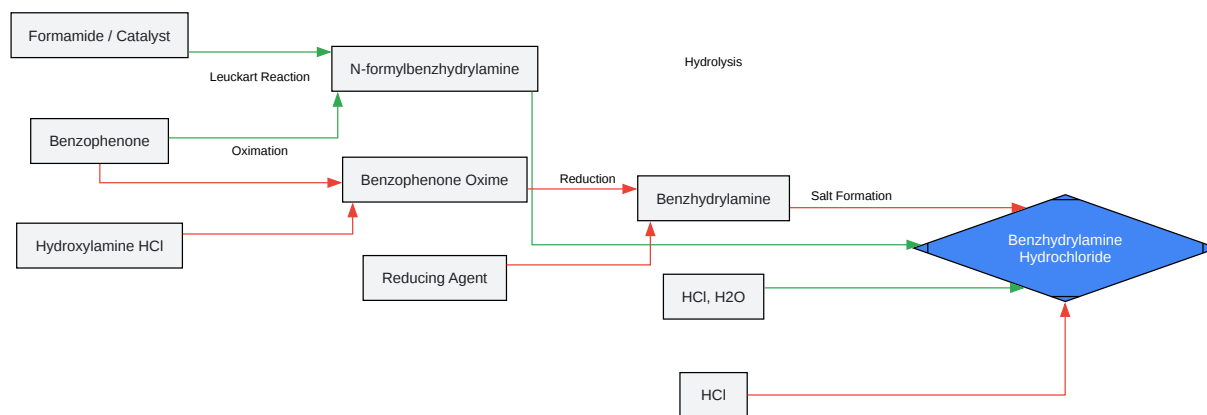 Formamide / Catalyst
N-formylbenzhydrylamine
Hydrolysis
Leuckart Reaction
Benzophenone
Oximation
Benzophenone Oxime
Reduction
Benzhydrylamine
Salt Formation
Hydroxylamine HCl
Benzhydrylamine
Hydrochloride
Reducing Agent
HCl, H2O
HCl